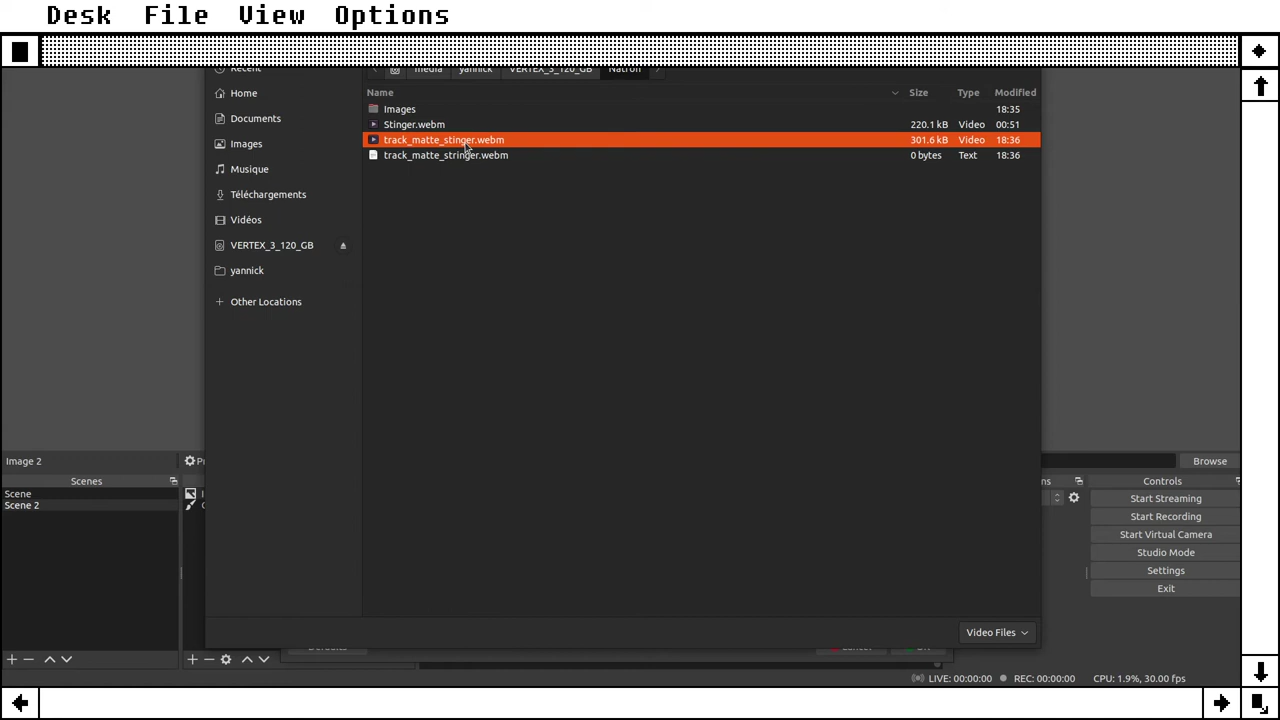 Desk File View Options
Recent
media yannick VERTEX_3_120_GB Natron
Name Size Type Modified
Home
Images 18:35
Documents
Stinger.webm 220.1 kB Video 00:51
Images
track_matte_stinger.webm 301.6 kB Video 18:36
track_matte_stringer.webm 0 bytes Text 18:36
Musique
Téléchargements
Vidéos
VERTEX_3_120_GB
yannick
Other Locations
Image 2
Browse
Scenes
Controls
Scene
Scene 2
Start Streaming
Start Recording
Start Virtual Camera
Studio Mode
Settings
Exit
Video Files
LIVE: 00:00:00 REC: 00:00:00 CPU: 1.9%, 30.00 fps